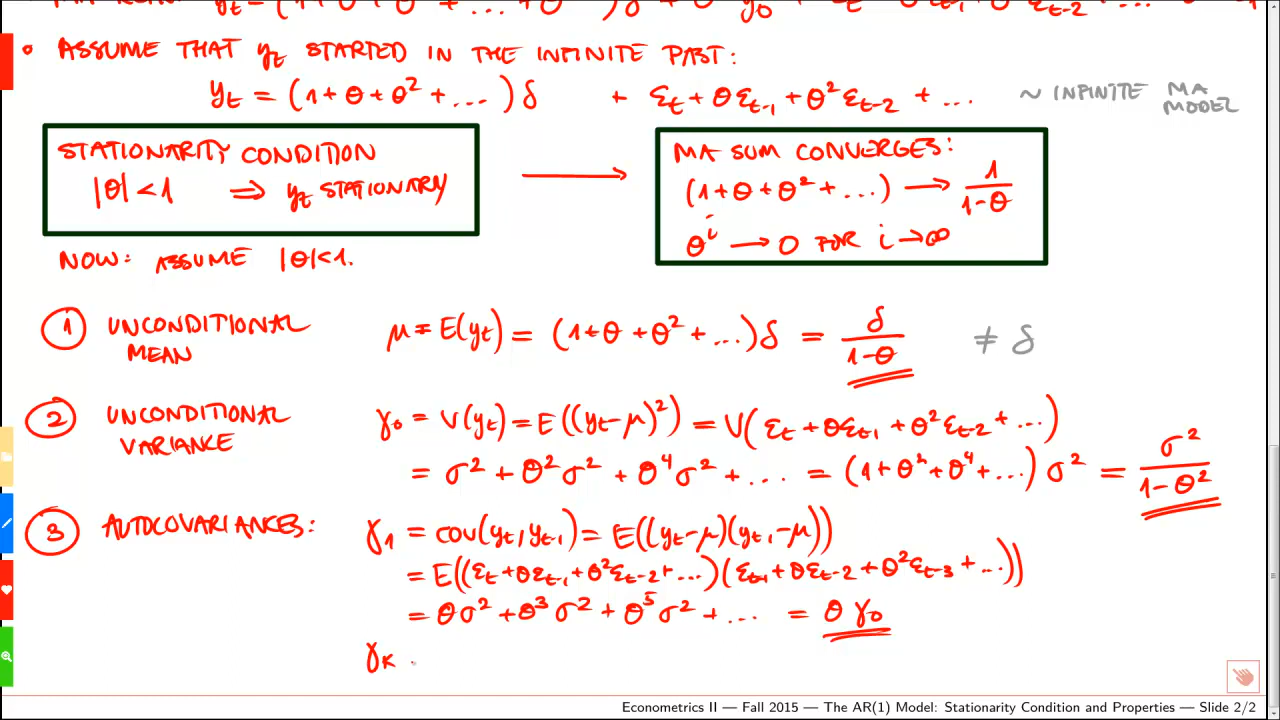 yt = (1+θ+θ
• ASSUME THAT yt STARTED IN THE INFINITE PAST:
yt = (1+θ+θ² + ...)δ + εt + θεt-1 + θ²εt-2 + ... ~ INFINITE MA MODEL
STATIONARITY CONDITION
|θ| < 1 ⇒ yt STATIONARY
→
MA SUM CONVERGES:
(1+θ+θ²+...) → 1/(1-θ)
θ^i → 0 FOR i → ∞
NOW: ASSUME |θ|<1.
① UNCONDITIONAL MEAN
μ = E(yt) = (1+θ+θ²+...)δ = δ/(1-θ) ≠ δ
② UNCONDITIONAL VARIANCE
γ0 = V(yt) = E((yt-μ)²) = V(εt + θεt-1 + θ²εt-2 + ...)
= σ² + θ²σ² + θ⁴σ² + ... = (1+θ²+θ⁴+...)σ² = σ²/(1-θ²)
③ AUTOCOVARIANCES:
γ1 = cov(yt, yt-1) = E((yt-μ)(yt-1-μ))
= E((εt+θεt-1+θ²εt-2+...)(εt-1+θεt-2+θ²εt-3+...))
= θσ² + θ³σ² + θ⁵σ² + ... = θγ0
γK
Econometrics II — Fall 2015 — The AR(1) Model: Stationarity Condition and Properties — Slide 2/2